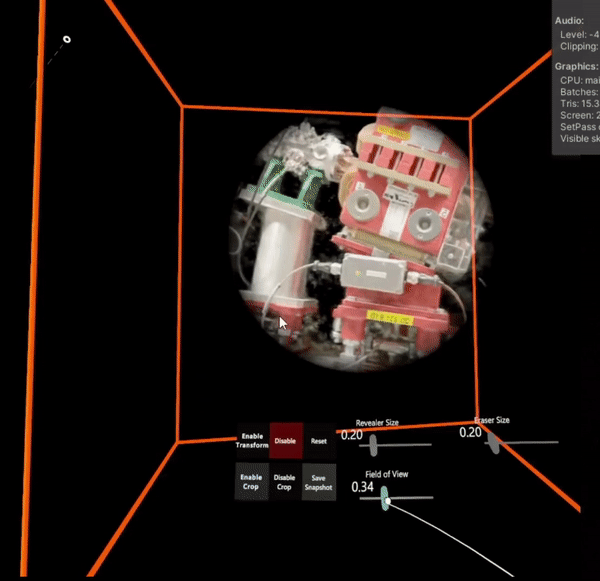 Audio:
Level: -4
Clipping:
Graphics:
CPU: mai
Batches:
Tris: 15.3
Screen: 2
SetPass
Visible sk
Revealer Size
0.20
Eraser Size
0.20
Enable Transform
Disable
Reset
Enable Crop
Disable Crop
Save Snapshot
Field of View
0.34